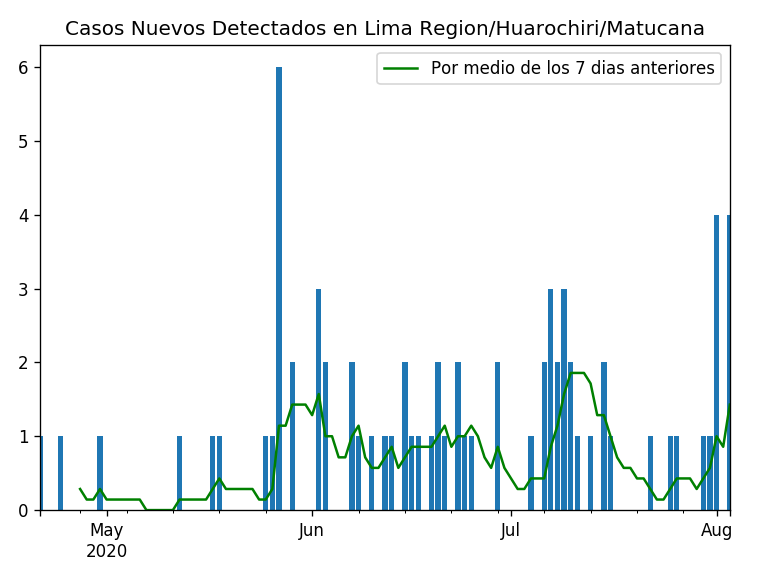 Casos Nuevos Detectados en Lima Region/Huarochiri/Matucana
Por medio de los 7 dias anteriores
6
5
4
3
2
1
0
May
2020
Jun
Jul
Aug